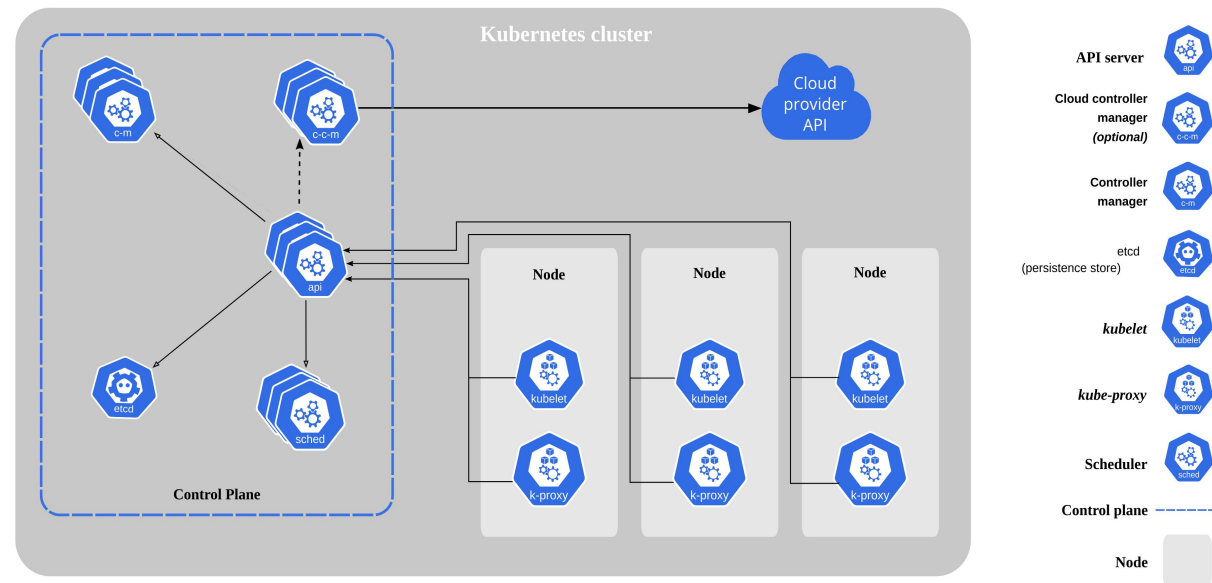 Kubernetes cluster
c-m
c-c-m
Cloud
provider
API
api
etcd
sched
Control Plane
Node
kubelet
k-proxy
Node
kubelet
k-proxy
Node
kubelet
k-proxy
API server
api
Cloud controller
manager
(optional)
c-c-m
Controller
manager
c-m
etcd
(persistence store)
etcd
kubelet
kubelet
kube-proxy
k-proxy
Scheduler
sched
Control plane
Node